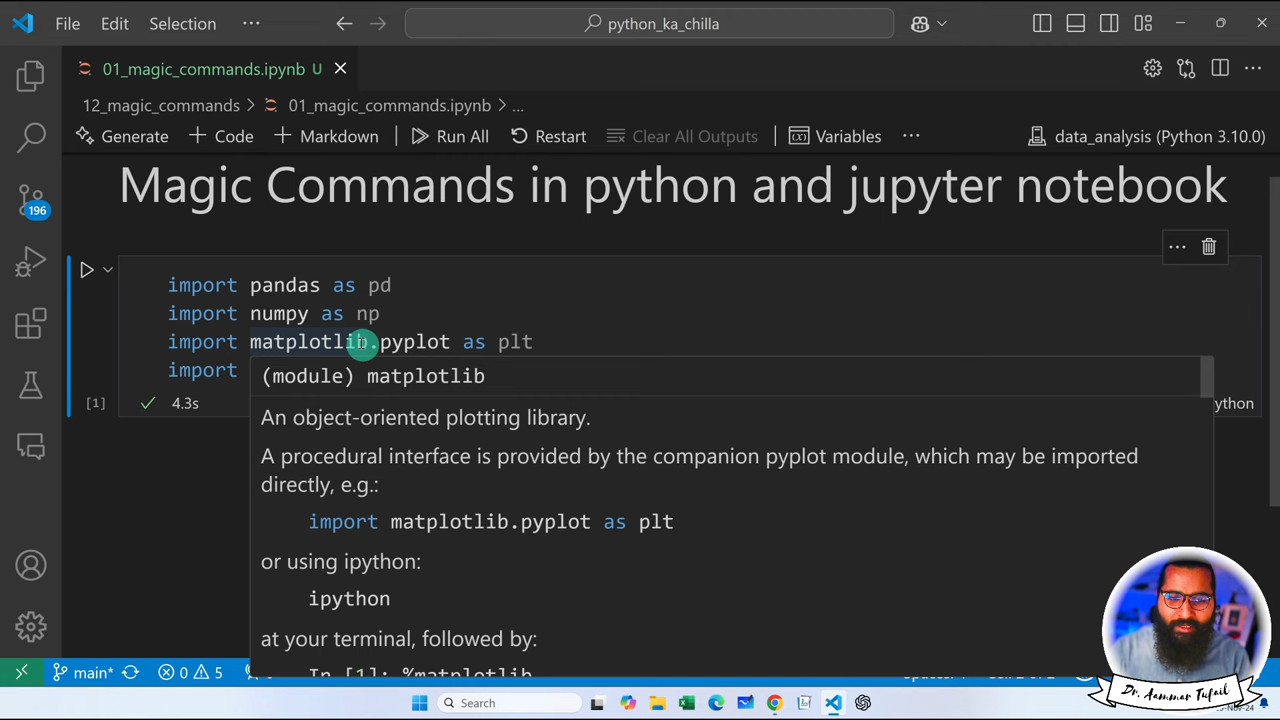 File Edit Selection ··· python_ka_chilla
01_magic_commands.ipynb U
12_magic_commands > 01_magic_commands.ipynb > ...
Generate + Code + Markdown Run All Restart Clear All Outputs Variables ··· data_analysis (Python 3.10.0)
Magic Commands in python and jupyter notebook
import pandas as pd
import numpy as np
import matplotlib.pyplot as plt
import
(module) matplotlib
[1] 4.3s ython
An object-oriented plotting library.
A procedural interface is provided by the companion pyplot module, which may be imported
directly, e.g.:
import matplotlib.pyplot as plt
or using ipython:
ipython
at your terminal, followed by:
In [1]: %matplotlib
196
main* 0 5
Search
Dr. Aammar Tufail